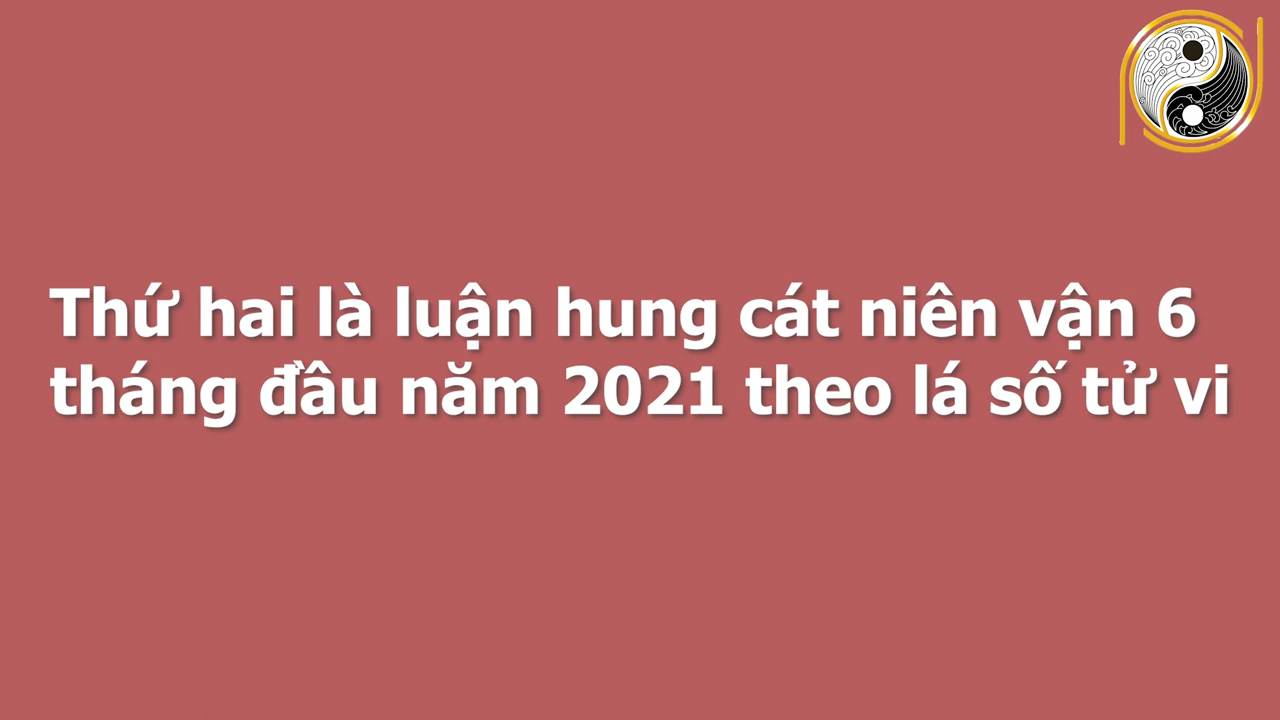 Thứ hai là luận hung cát niên vận 6
tháng đầu năm 2021 theo lá số tử vi